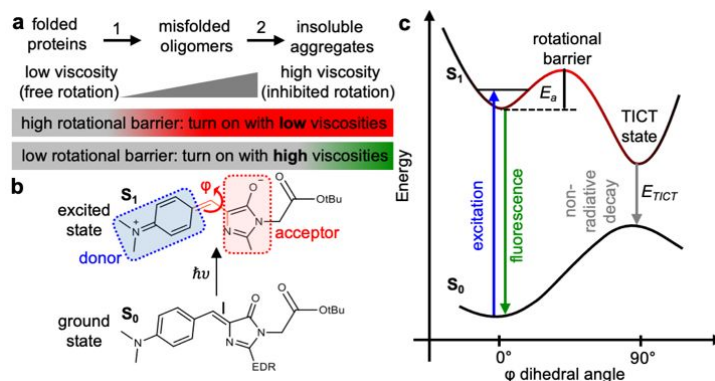 a
folded proteins
1
misfolded oligomers
2
insoluble aggregates
low viscosity (free rotation)
high viscosity (inhibited rotation)
high rotational barrier: turn on with low viscosities
low rotational barrier: turn on with high viscosities
b
S1
φ
excited state
O-
N+
N
N
O
O
OtBu
donor
acceptor
ħυ
S0
ground state
I
O
O
OtBu
N
N
N
EDR
c
Energy
S1
rotational barrier
Ea
TICT state
excitation
fluorescence
non-radiative decay
ETICT
S0
0°
90°
φ dihedral angle